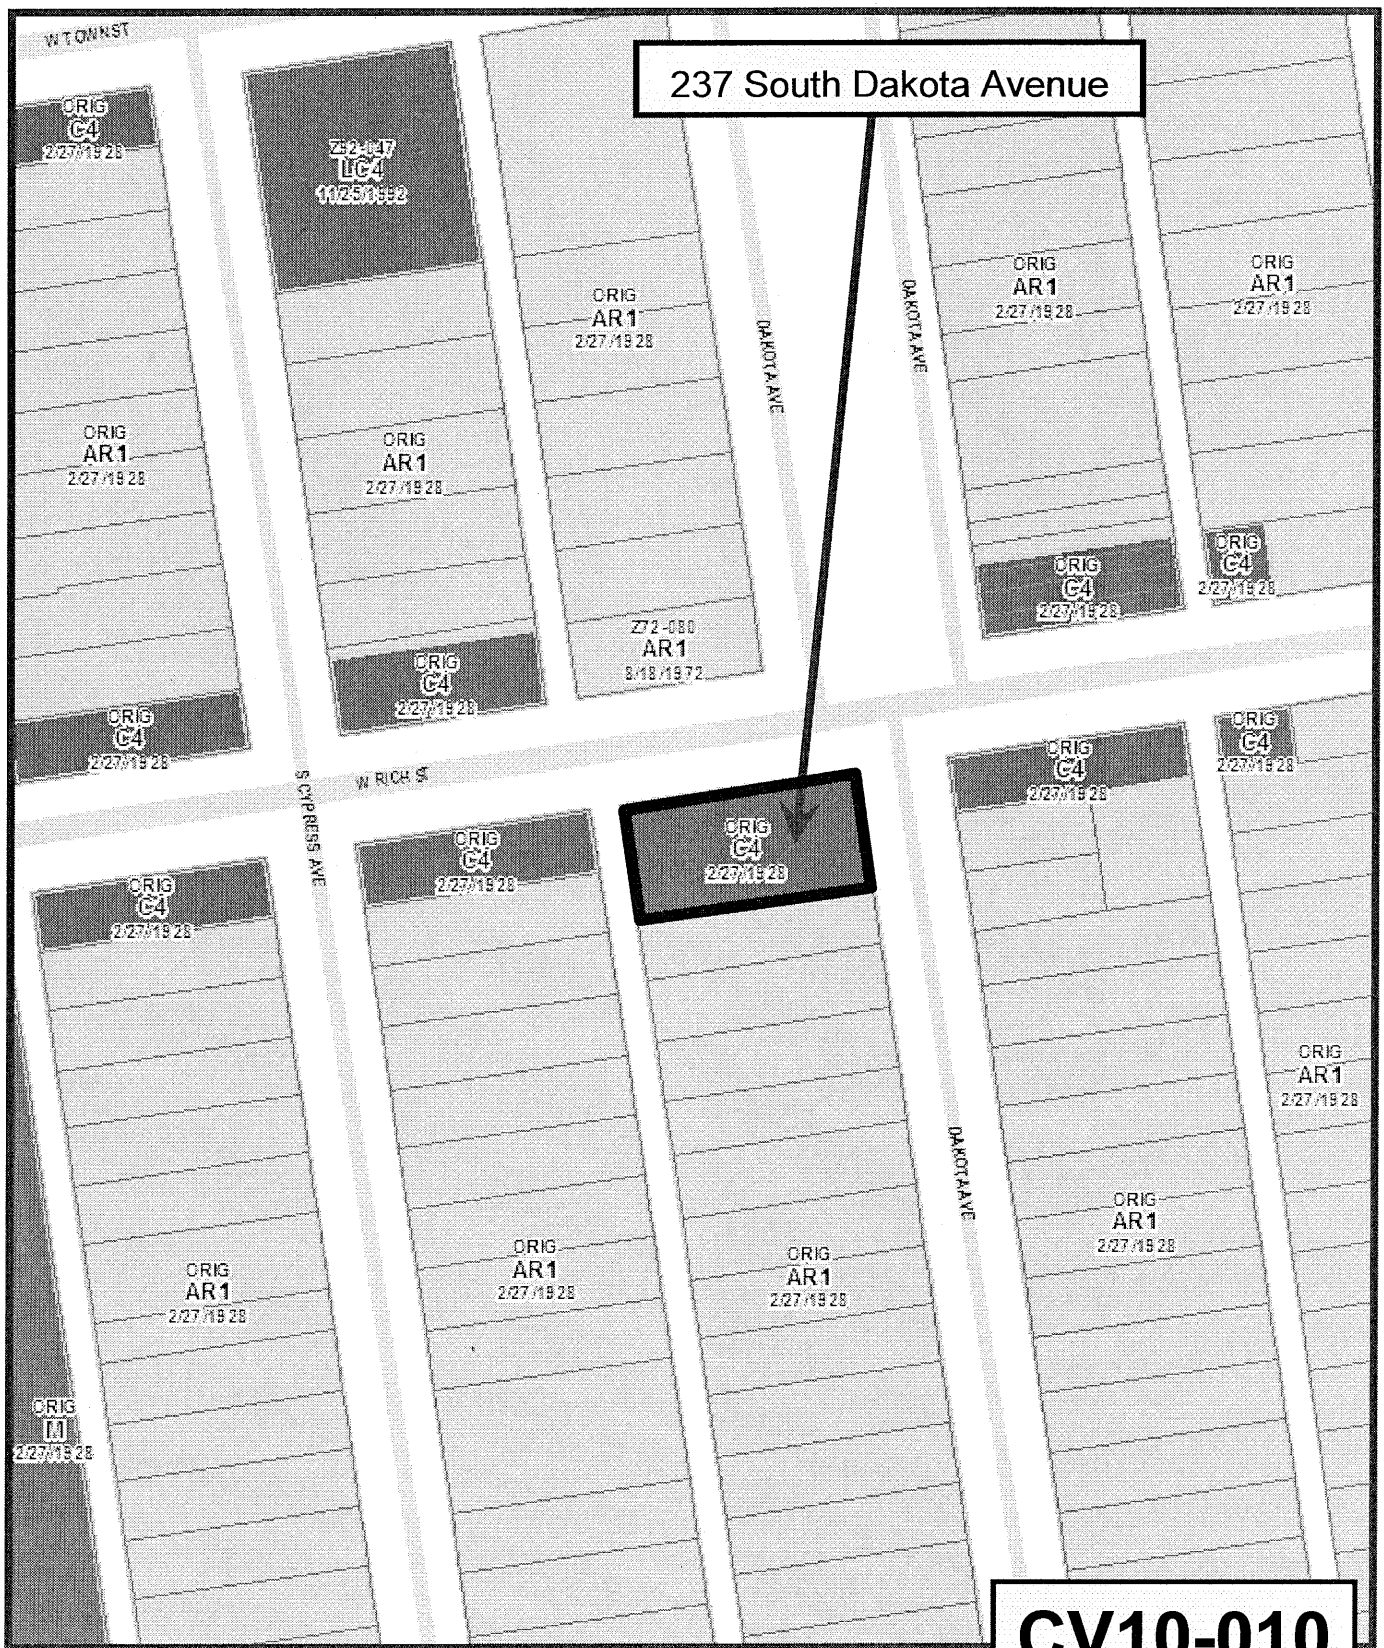 W TOWN ST
237 South Dakota Avenue
ORIG
C4
2/27/1928
Z92-047
LC4
11/25/1992
ORIG
AR1
2/27/1928
ORIG
AR1
2/27/1928
ORIG
AR1
2/27/1928
DAKOTA AVE
DAKOTA AVE
ORIG
AR1
2/27/1928
ORIG
AR1
2/27/1928
ORIG
C4
2/27/1928
ORIG
C4
2/27/1928
Z72-080
AR1
8/18/1972
ORIG
C4
2/27/1928
ORIG
C4
2/27/1928
W RICH ST
S CYPRESS AVE
ORIG
C4
2/27/1928
ORIG
C4
2/27/1928
ORIG
C4
2/27/1928
ORIG
C4
2/27/1928
ORIG
C4
2/27/1928
ORIG
AR1
2/27/1928
DAKOTA AVE
ORIG
AR1
2/27/1928
ORIG
AR1
2/27/1928
ORIG
AR1
2/27/1928
ORIG
AR1
2/27/1928
ORIG
M
2/27/1928
CV10-010